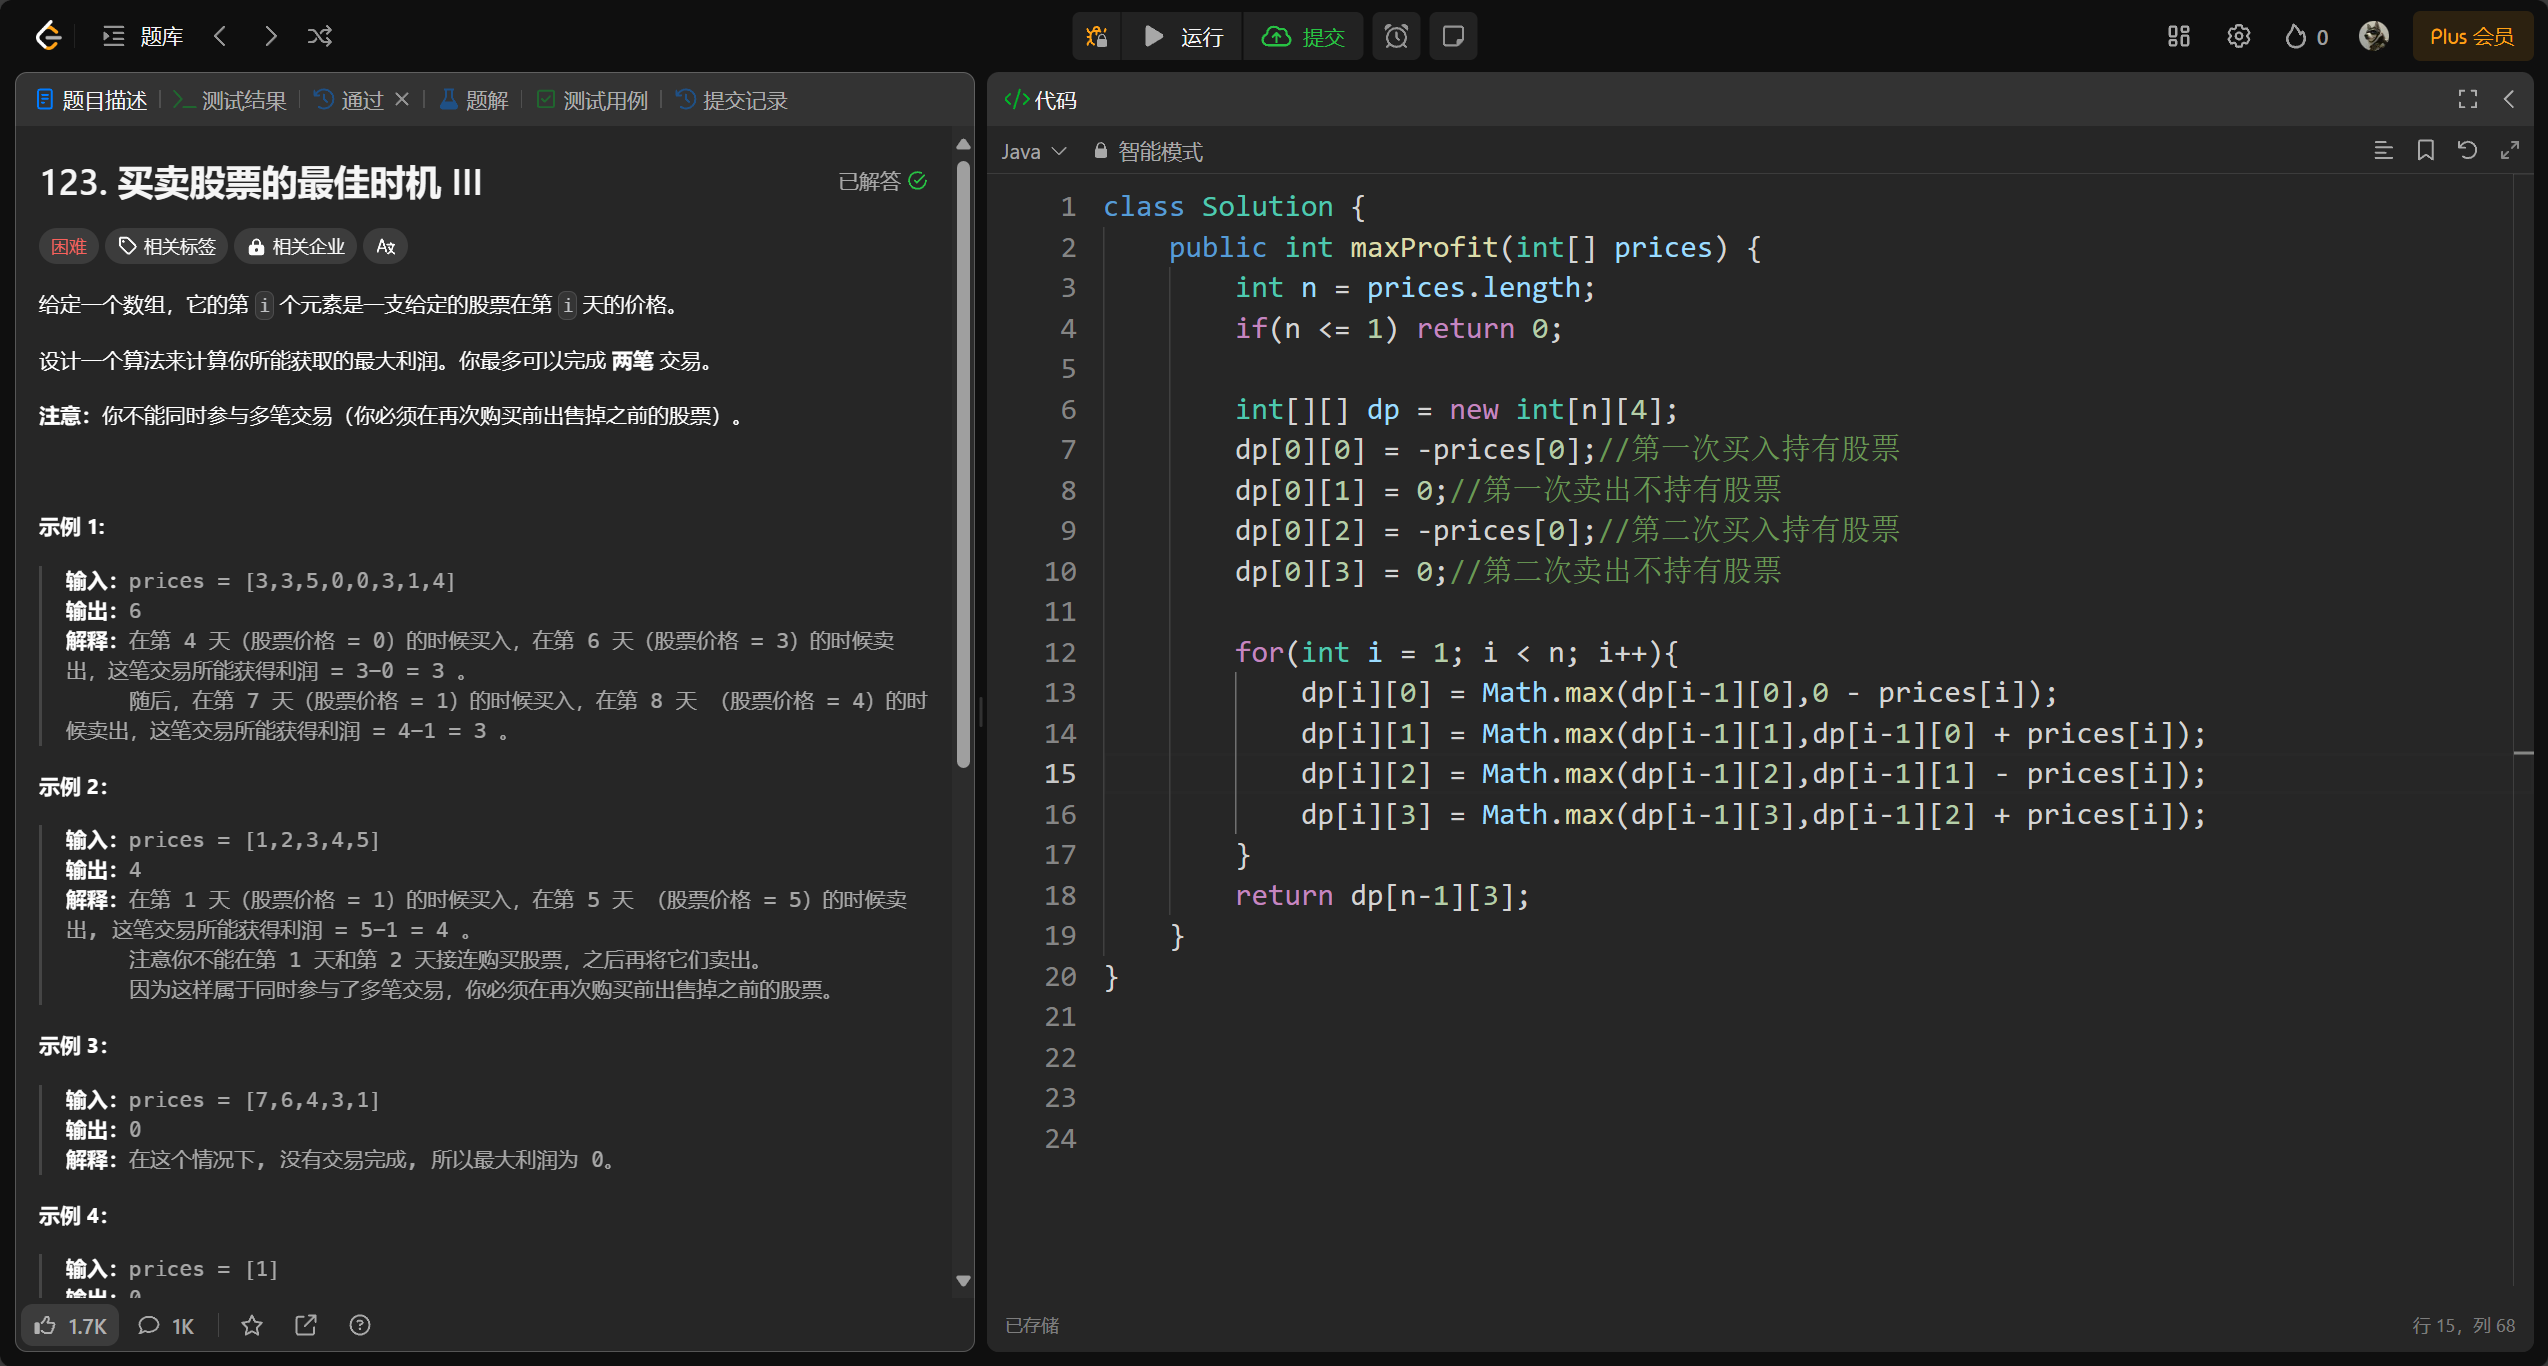 题库
运行
提交
0
Plus 会员
题目描述
测试结果
通过
题解
测试用例
提交记录
123. 买卖股票的最佳时机 III
已解答
困难
相关标签
相关企业
给定一个数组，它的第 i 个元素是一支给定的股票在第 i 天的价格。
设计一个算法来计算你所能获取的最大利润。你最多可以完成 两笔 交易。
注意：你不能同时参与多笔交易（你必须在再次购买前出售掉之前的股票）。
示例 1:
输入：prices = [3,3,5,0,0,3,1,4]
输出：6
解释：在第 4 天（股票价格 = 0）的时候买入，在第 6 天（股票价格 = 3）的时候卖
出，这笔交易所能获得利润 = 3-0 = 3 。
随后，在第 7 天（股票价格 = 1）的时候买入，在第 8 天 （股票价格 = 4）的时
候卖出，这笔交易所能获得利润 = 4-1 = 3 。
示例 2：
输入：prices = [1,2,3,4,5]
输出：4
解释：在第 1 天（股票价格 = 1）的时候买入，在第 5 天 （股票价格 = 5）的时候卖
出, 这笔交易所能获得利润 = 5-1 = 4 。
注意你不能在第 1 天和第 2 天接连购买股票，之后再将它们卖出。
因为这样属于同时参与了多笔交易，你必须在再次购买前出售掉之前的股票。
示例 3：
输入：prices = [7,6,4,3,1]
输出：0
解释：在这个情况下, 没有交易完成, 所以最大利润为 0。
示例 4：
输入：prices = [1]
输出：0
1.7K
1K
代码
Java
智能模式
1 class Solution {
2 public int maxProfit(int[] prices) {
3 int n = prices.length;
4 if(n <= 1) return 0;
5
6 int[][] dp = new int[n][4];
7 dp[0][0] = -prices[0];//第一次买入持有股票
8 dp[0][1] = 0;//第一次卖出不持有股票
9 dp[0][2] = -prices[0];//第二次买入持有股票
10 dp[0][3] = 0;//第二次卖出不持有股票
11
12 for(int i = 1; i < n; i++){
13 dp[i][0] = Math.max(dp[i-1][0],0 - prices[i]);
14 dp[i][1] = Math.max(dp[i-1][1],dp[i-1][0] + prices[i]);
15 dp[i][2] = Math.max(dp[i-1][2],dp[i-1][1] - prices[i]);
16 dp[i][3] = Math.max(dp[i-1][3],dp[i-1][2] + prices[i]);
17 }
18 return dp[n-1][3];
19 }
20 }
21
22
23
24
已存储
行 15，列 68